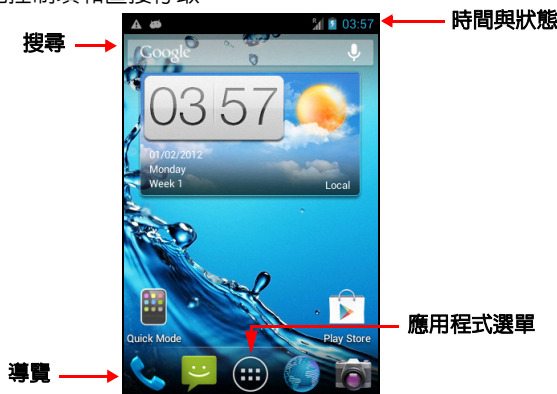 時間與狀態
03:57
搜尋
Google
03 57
01/02/2012
Monday
Week 1
Local
Quick Mode
Play Store
應用程式選單
導覽